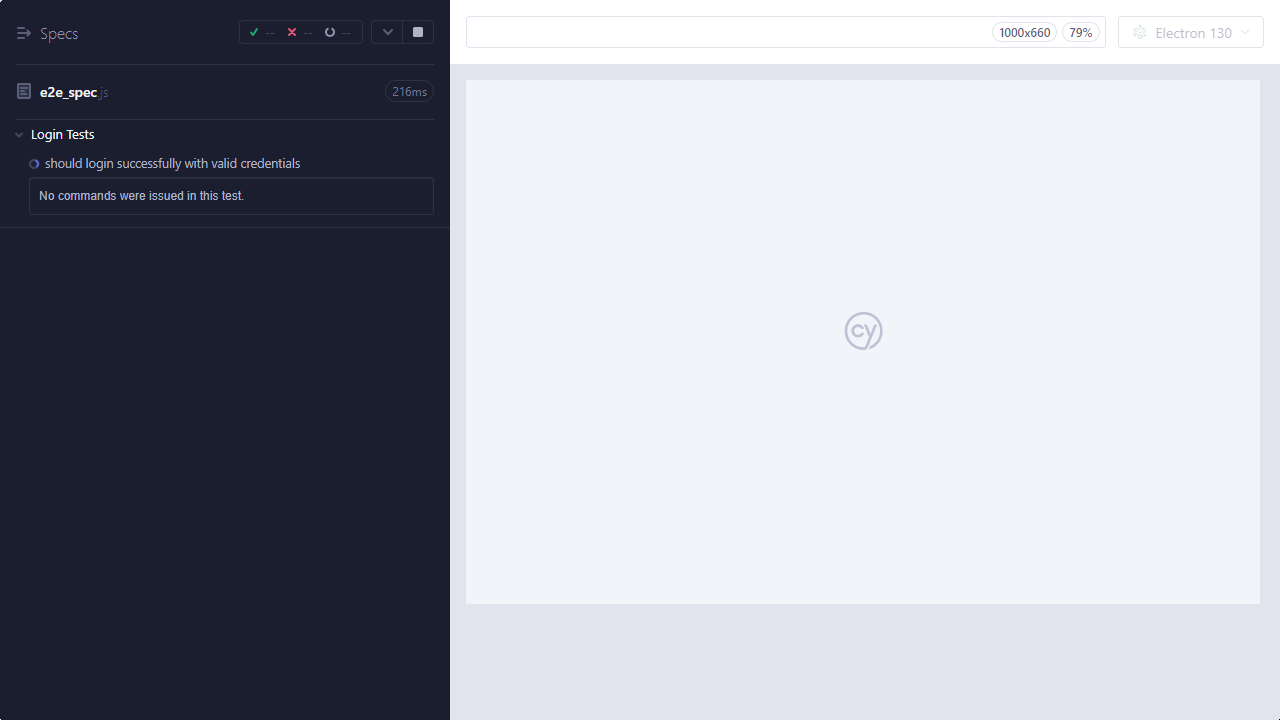 Specs
-- -- --
1000x660 79%
Electron 130
e2e_spec.js
216ms
Login Tests
should login successfully with valid credentials
No commands were issued in this test.
cy